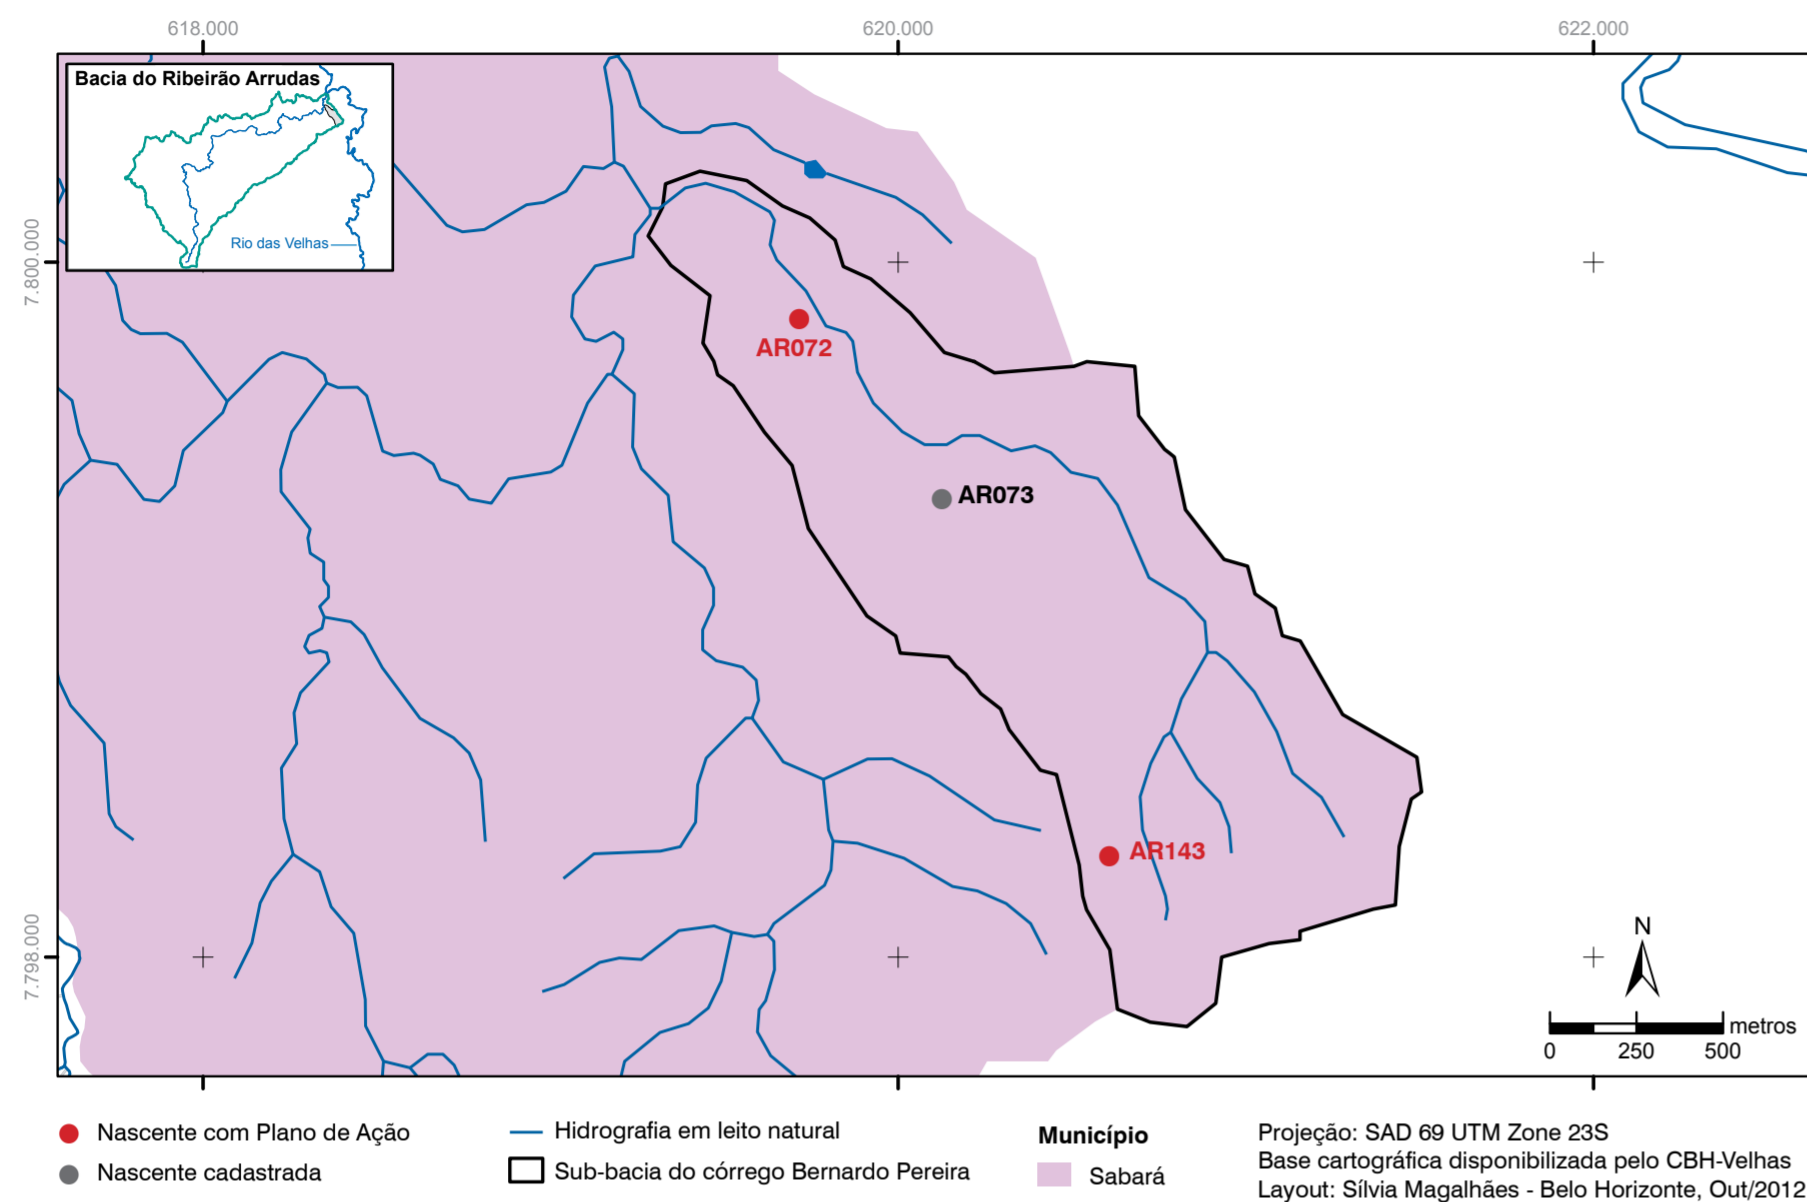 618.000
620.000
622.000
Bacia do Ribeirão Arrudas
Rio das Velhas
7.800.000
AR072
AR073
AR143
7.798.000
N
metros
0 250 500
Nascente com Plano de Ação
Nascente cadastrada
Hidrografia em leito natural
Sub-bacia do córrego Bernardo Pereira
Município
Sabará
Projeção: SAD 69 UTM Zone 23S
Base cartográfica disponibilizada pelo CBH-Velhas
Layout: Sílvia Magalhães - Belo Horizonte, Out/2012